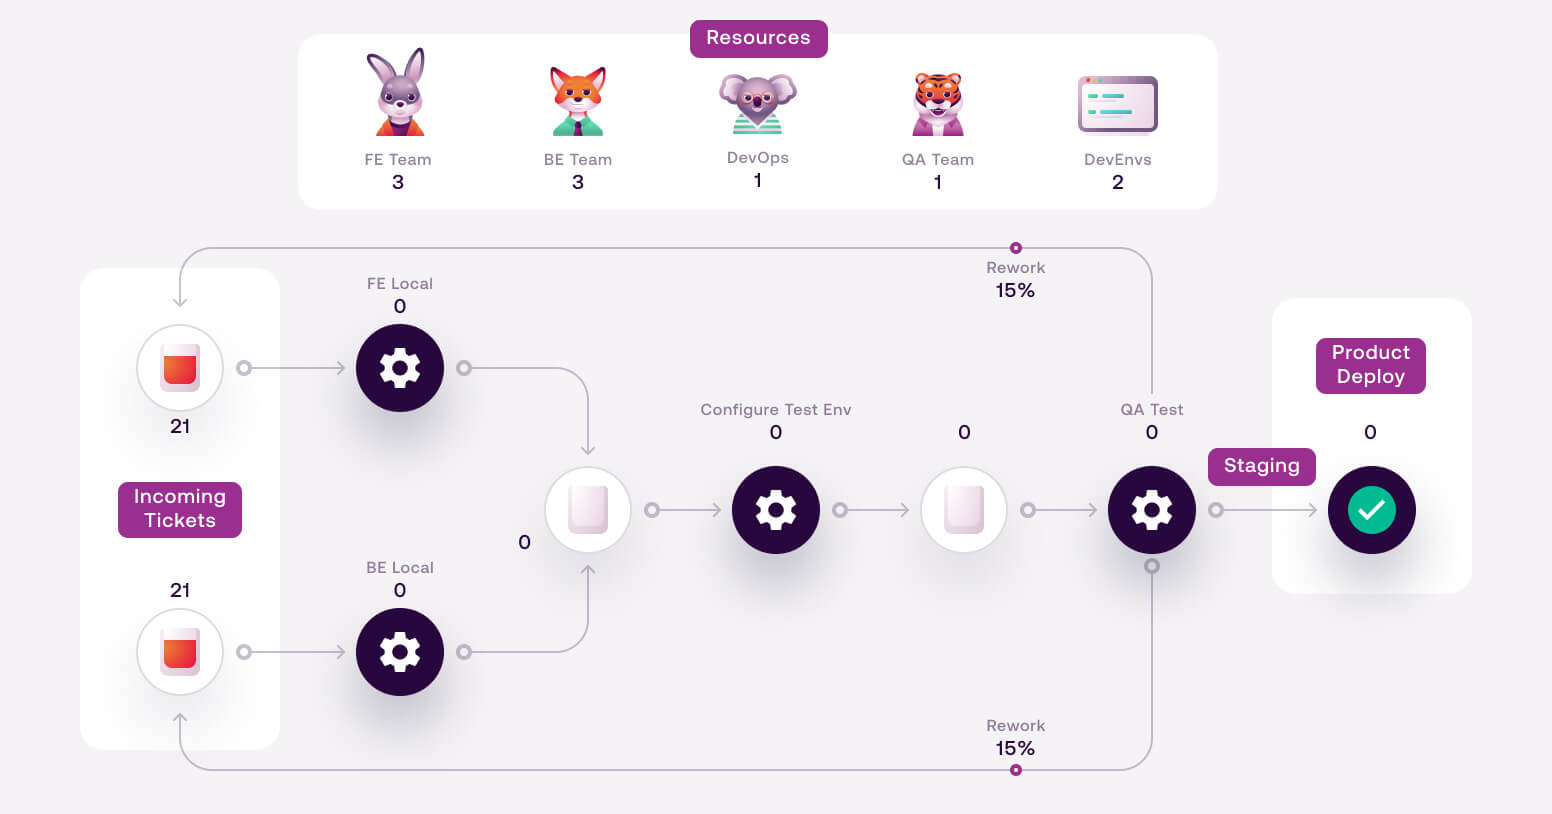 Resources
FE Team
3
BE Team
3
DevOps
1
QA Team
1
DevEnvs
2
Rework
15%
FE Local
0
21
Incoming
Tickets
21
BE Local
0
0
Configure Test Env
0
0
QA Test
0
Staging
Product
Deploy
0
Rework
15%